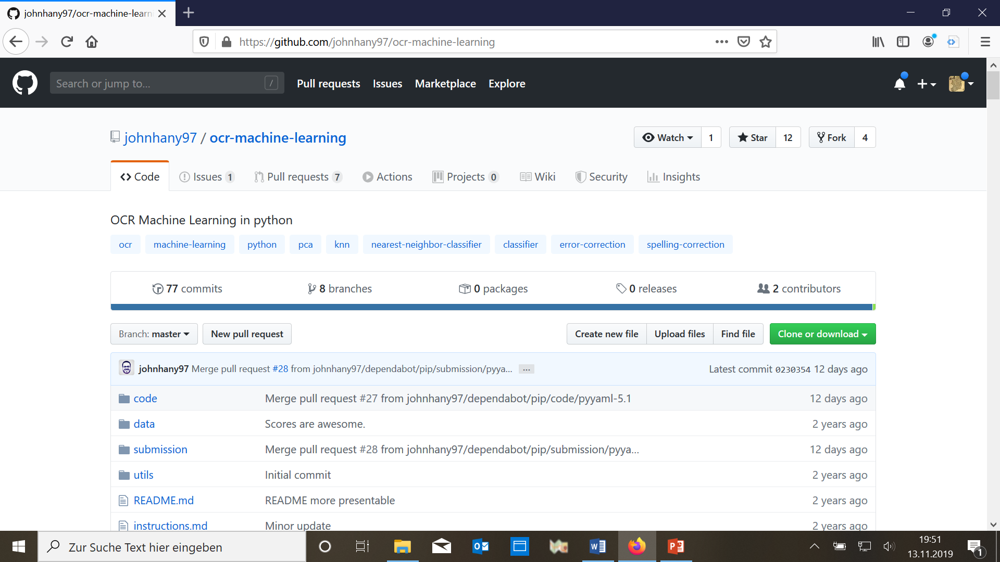 johnhany97/ocr-machine-learn
https://github.com/johnhany97/ocr-machine-learning
Search or jump to... /
Pull requests Issues Marketplace Explore
johnhany97 / ocr-machine-learning
Watch 1 Star 12 Fork 4
Code Issues 1 Pull requests 7 Actions Projects 0 Wiki Security Insights
OCR Machine Learning in python
ocr machine-learning python pca knn nearest-neighbor-classifier classifier error-correction spelling-correction
77 commits 8 branches 0 packages 0 releases 2 contributors
Branch: master New pull request Create new file Upload files Find file Clone or download
johnhany97 Merge pull request #28 from johnhany97/dependabot/pip/submission/pyya... ... Latest commit 0230354 12 days ago
code Merge pull request #27 from johnhany97/dependabot/pip/code/pyyaml-5.1 12 days ago
data Scores are awesome. 2 years ago
submission Merge pull request #28 from johnhany97/dependabot/pip/submission/pyya... 12 days ago
utils Initial commit 2 years ago
README.md README more presentable 2 years ago
instructions.md Minor update 2 years ago
Zur Suche Text hier eingeben
19:51
13.11.2019
1